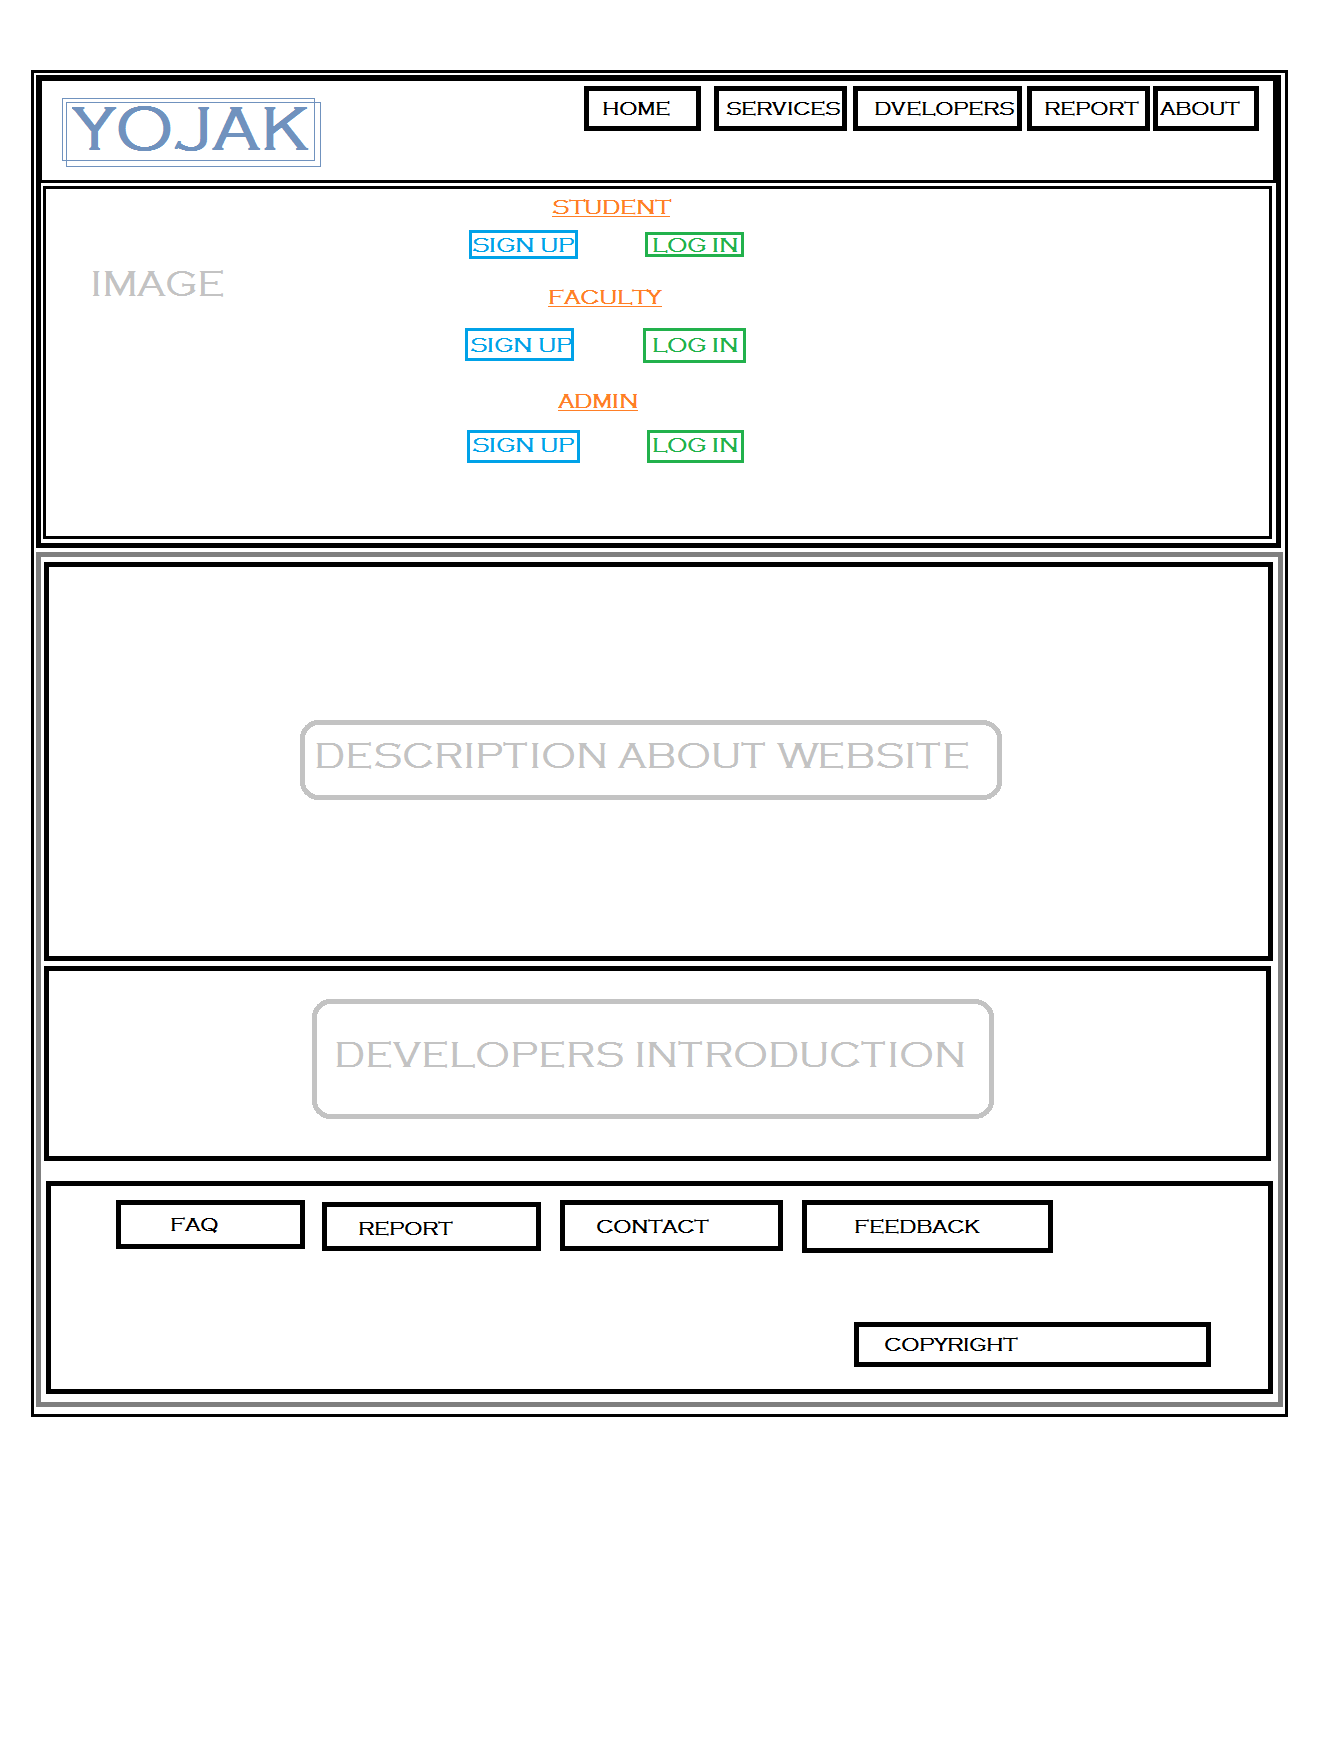 YOJAK
HOME SERVICES DVELOPERS REPORT ABOUT
STUDENT
SIGN UP LOG IN
IMAGE
FACULTY
SIGN UP LOG IN
ADMIN
SIGN UP LOG IN
DESCRIPTION ABOUT WEBSITE
DEVELOPERS INTRODUCTION
FAQ REPORT CONTACT FEEDBACK
COPYRIGHT